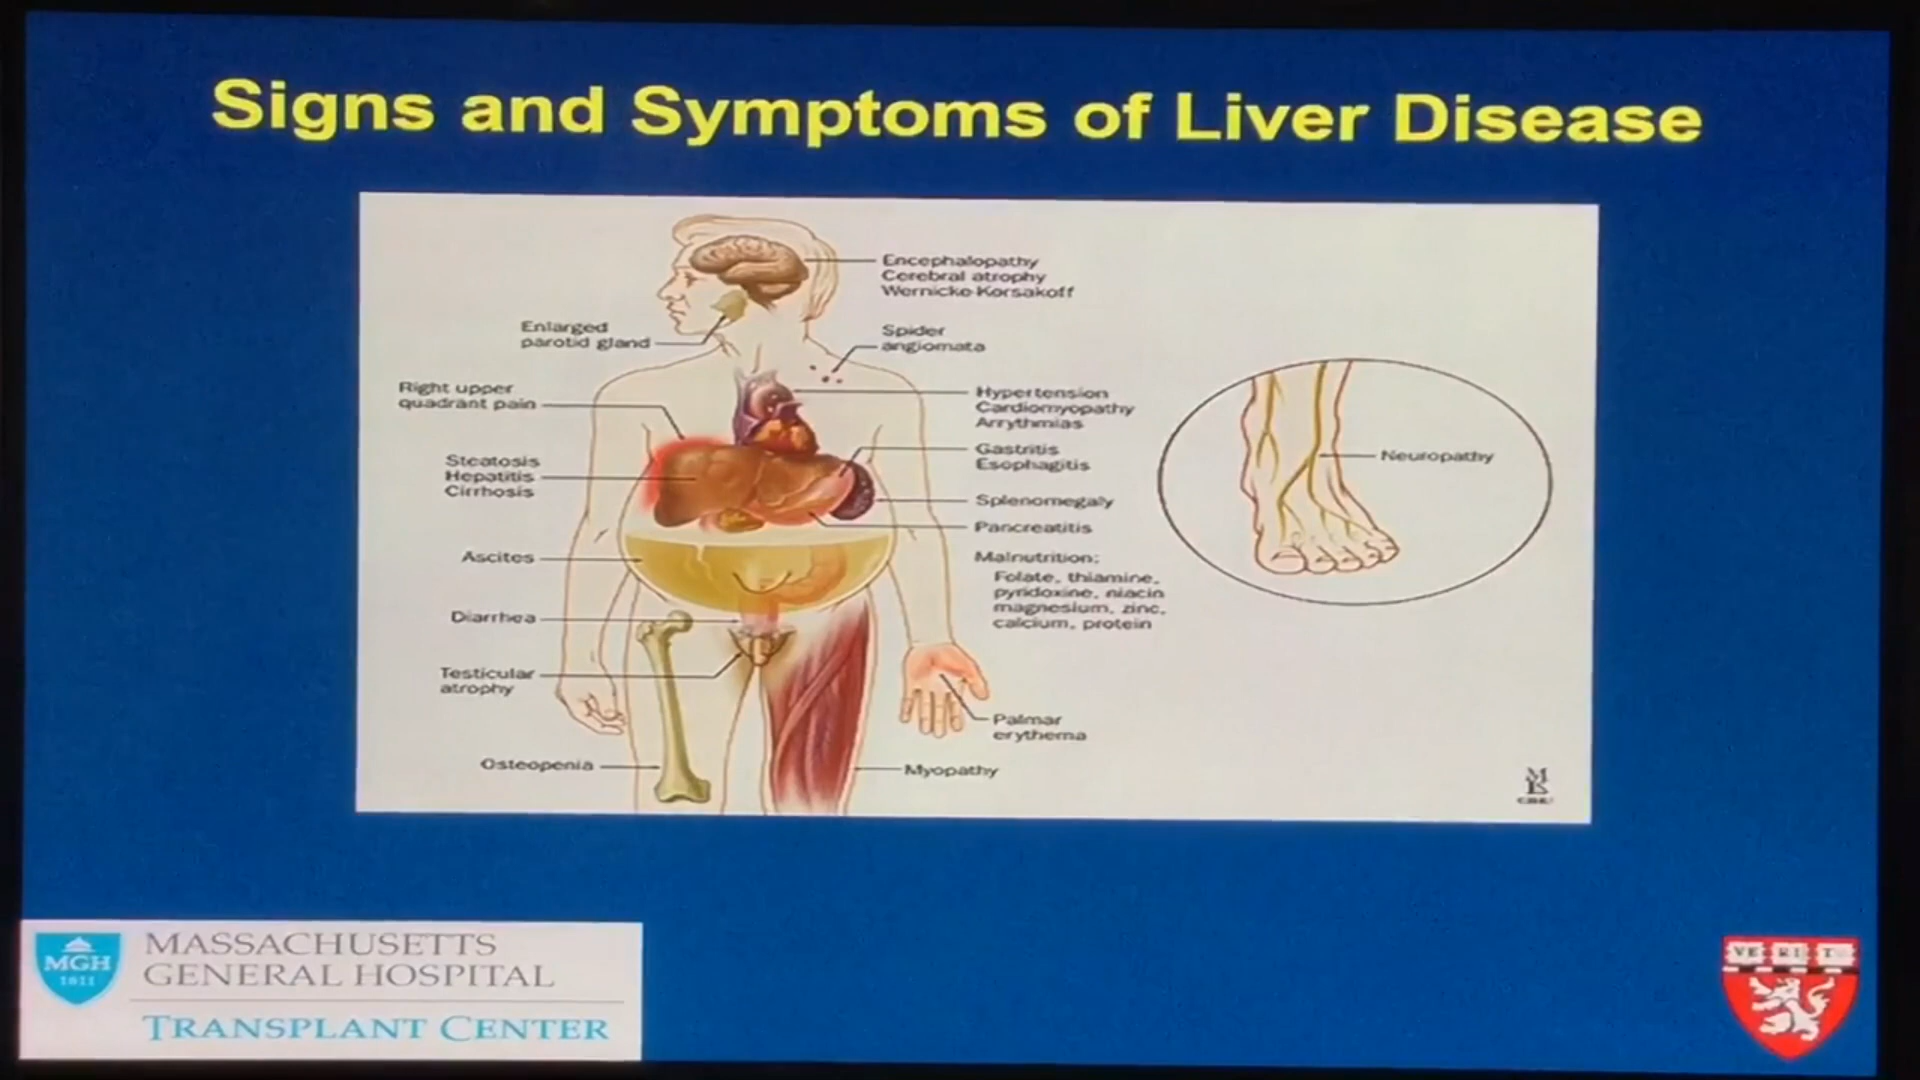 Signs and Symptoms of Liver Disease
Encephalopathy
Cerebral atrophy
Wernicke-Korsakoff
Enlarged
parotid gland
Spider
angiomata
Right upper
quadrant pain
Hypertension
Cardiomyopathy
Arrythmias
Gastritis
Esophagitis
Steatosis
Hepatitis
Cirrhosis
Splenomegaly
Pancreatitis
Neuropathy
Ascites
Malnutrition:
Folate, thiamine,
pyridoxine, niacin
magnesium, zinc,
calcium, protein
Diarrhea
Testicular
atrophy
Palmar
erythema
Osteopenia
Myopathy
MGH
1811
MASSACHUSETTS
GENERAL HOSPITAL
TRANSPLANT CENTER
VE RI